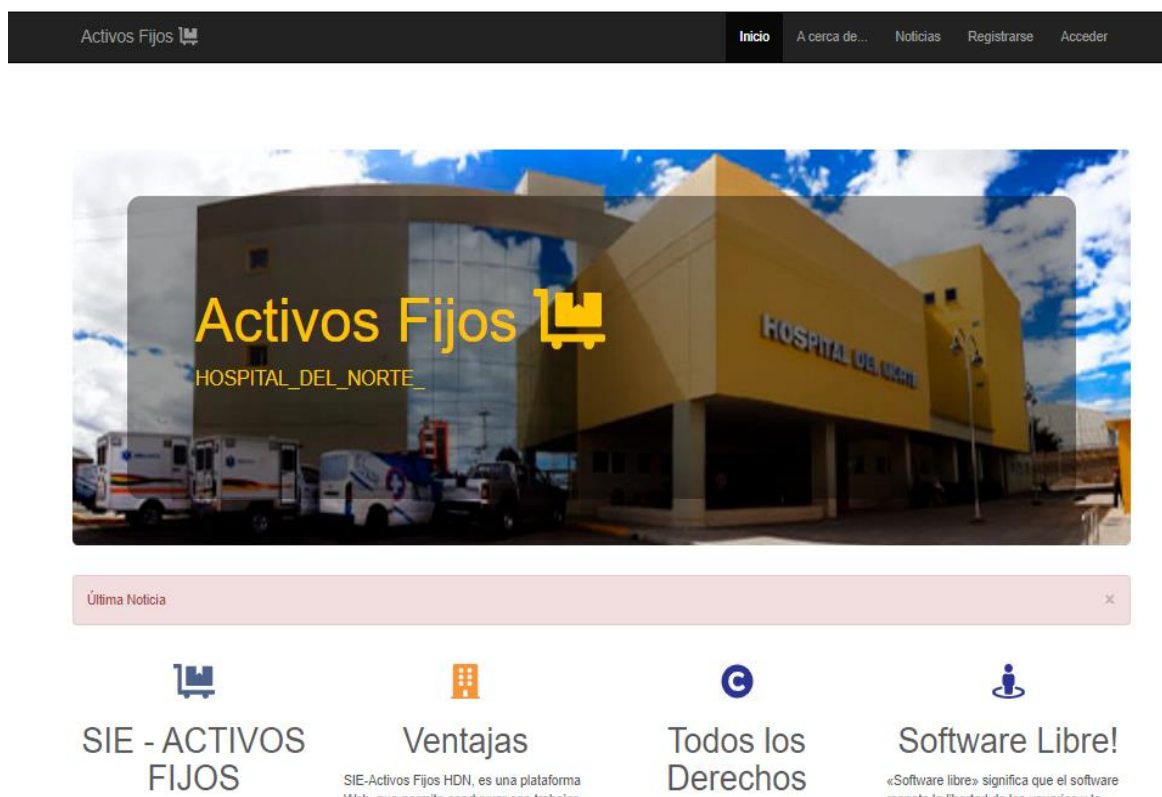 Activos Fijos
Inicio A cerca de... Noticias Registrarse Acceder
Activos Fijos
HOSPITAL_DEL_NORTE_
HOSPITAL DEL NORTE
Última Noticia ×
SIE - ACTIVOS
FIJOS
Ventajas
SIE-Activos Fijos HDN, es una plataforma
Todos los
Derechos
Software Libre!
«Software libre» significa que el software